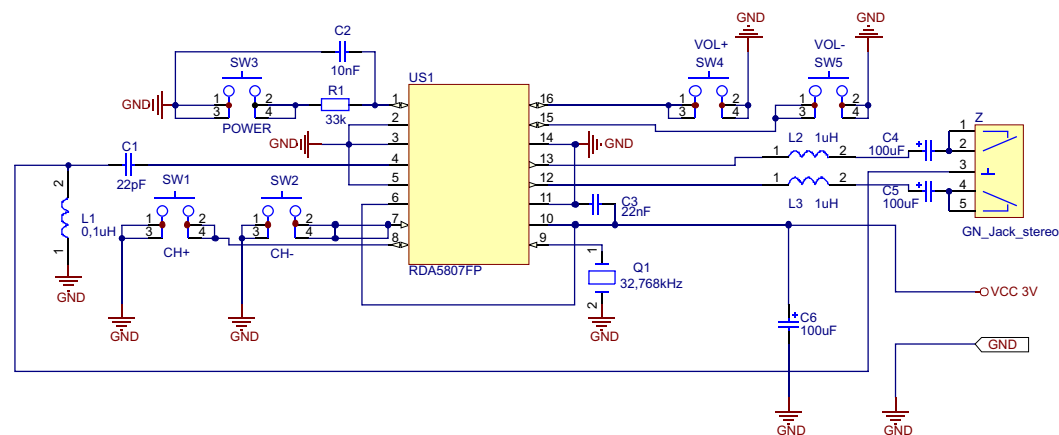 C2
10nF
SW3
GND
1
3
2
4
POWER
R1
33k
US1
RDA5807FP
1
2
3
4
5
6
7
8
16
15
14
13
12
11
10
9
GND
GND
VOL+
SW4
1
3
2
4
GND
VOL-
SW5
1
3
2
4
GND
C1
22pF
2
L1
0,1uH
1
GND
SW1
1
3
2
4
CH+
GND
SW2
1
3
2
4
CH-
GND
L2 1uH
1
2
1
2
L3 1uH
C4
100uF
+
+
C5
100uF
Z
1
2
3
4
5
GN_Jack_stereo
C3
22nF
1
Q1
32,768kHz
2
GND
C6
+
100uF
GND
VCC 3V
GND
GND